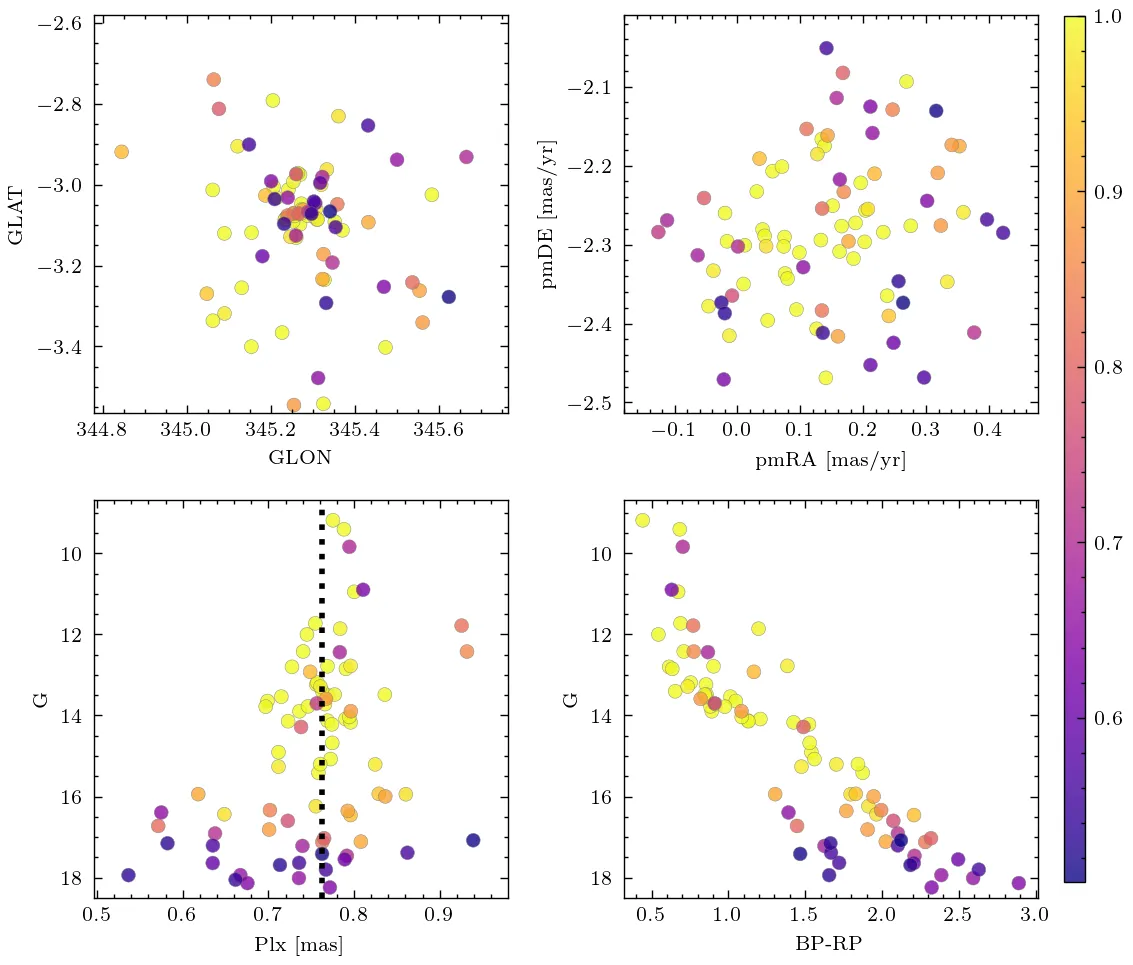 −2.6
−2.8
−3.0
−3.2
−3.4
GLAT
344.8 345.0 345.2 345.4 345.6
GLON
−2.1
−2.2
−2.3
−2.4
−2.5
pmDE [mas/yr]
−0.1 0.0 0.1 0.2 0.3 0.4
pmRA [mas/yr]
10
12
14
16
18
G
0.5 0.6 0.7 0.8 0.9
Plx [mas]
10
12
14
16
18
G
0.5 1.0 1.5 2.0 2.5 3.0
BP-RP
1.0
0.9
0.8
0.7
0.6